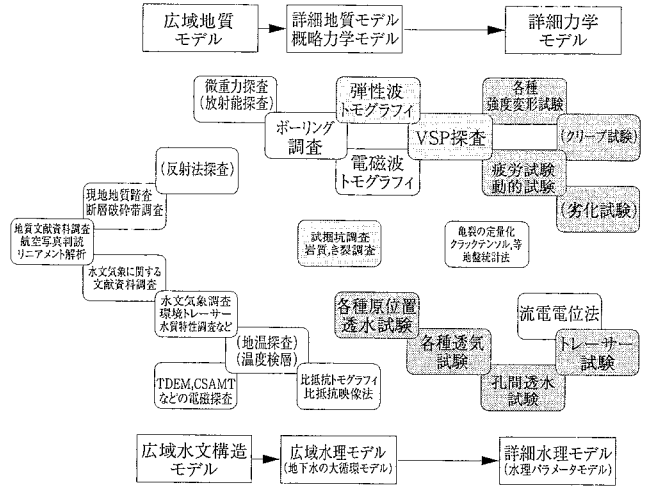 広域地質
モデル
詳細地質モデル
概略力学モデル
詳細力学
モデル
微重力探査
(放射能探査)
弾性波
トモグラフィ
各種
強度変形試験
ボーリング
調査
VSP探査
(クリープ試験)
(反射法探査)
電磁波
トモグラフィ
疲労試験
動的試験
現地地質踏査
断層破砕帯調査
(劣化試験)
地質文献資料調査
航空写真判読
リニアメント解析
試掘坑調査
岩質,き裂調査
亀裂の定量化
クラックテンソル,等
地盤統計法
水文気象に関する
文献資料調査
水文気象調査
環境トレーサー
水質特性調査など
各種原位置
透水試験
流電電位法
(地温探査)
(温度検層)
各種透気
試験
トレーサー
試験
TDEM,CSAMT
などの電磁探査
比抵抗トモグラフィ
比抵抗映像法
孔間透水
試験
広域水文構造
モデル
広域水理モデル
(地下水の大循環モデル)
詳細水理モデル
(水理パラメータモデル)